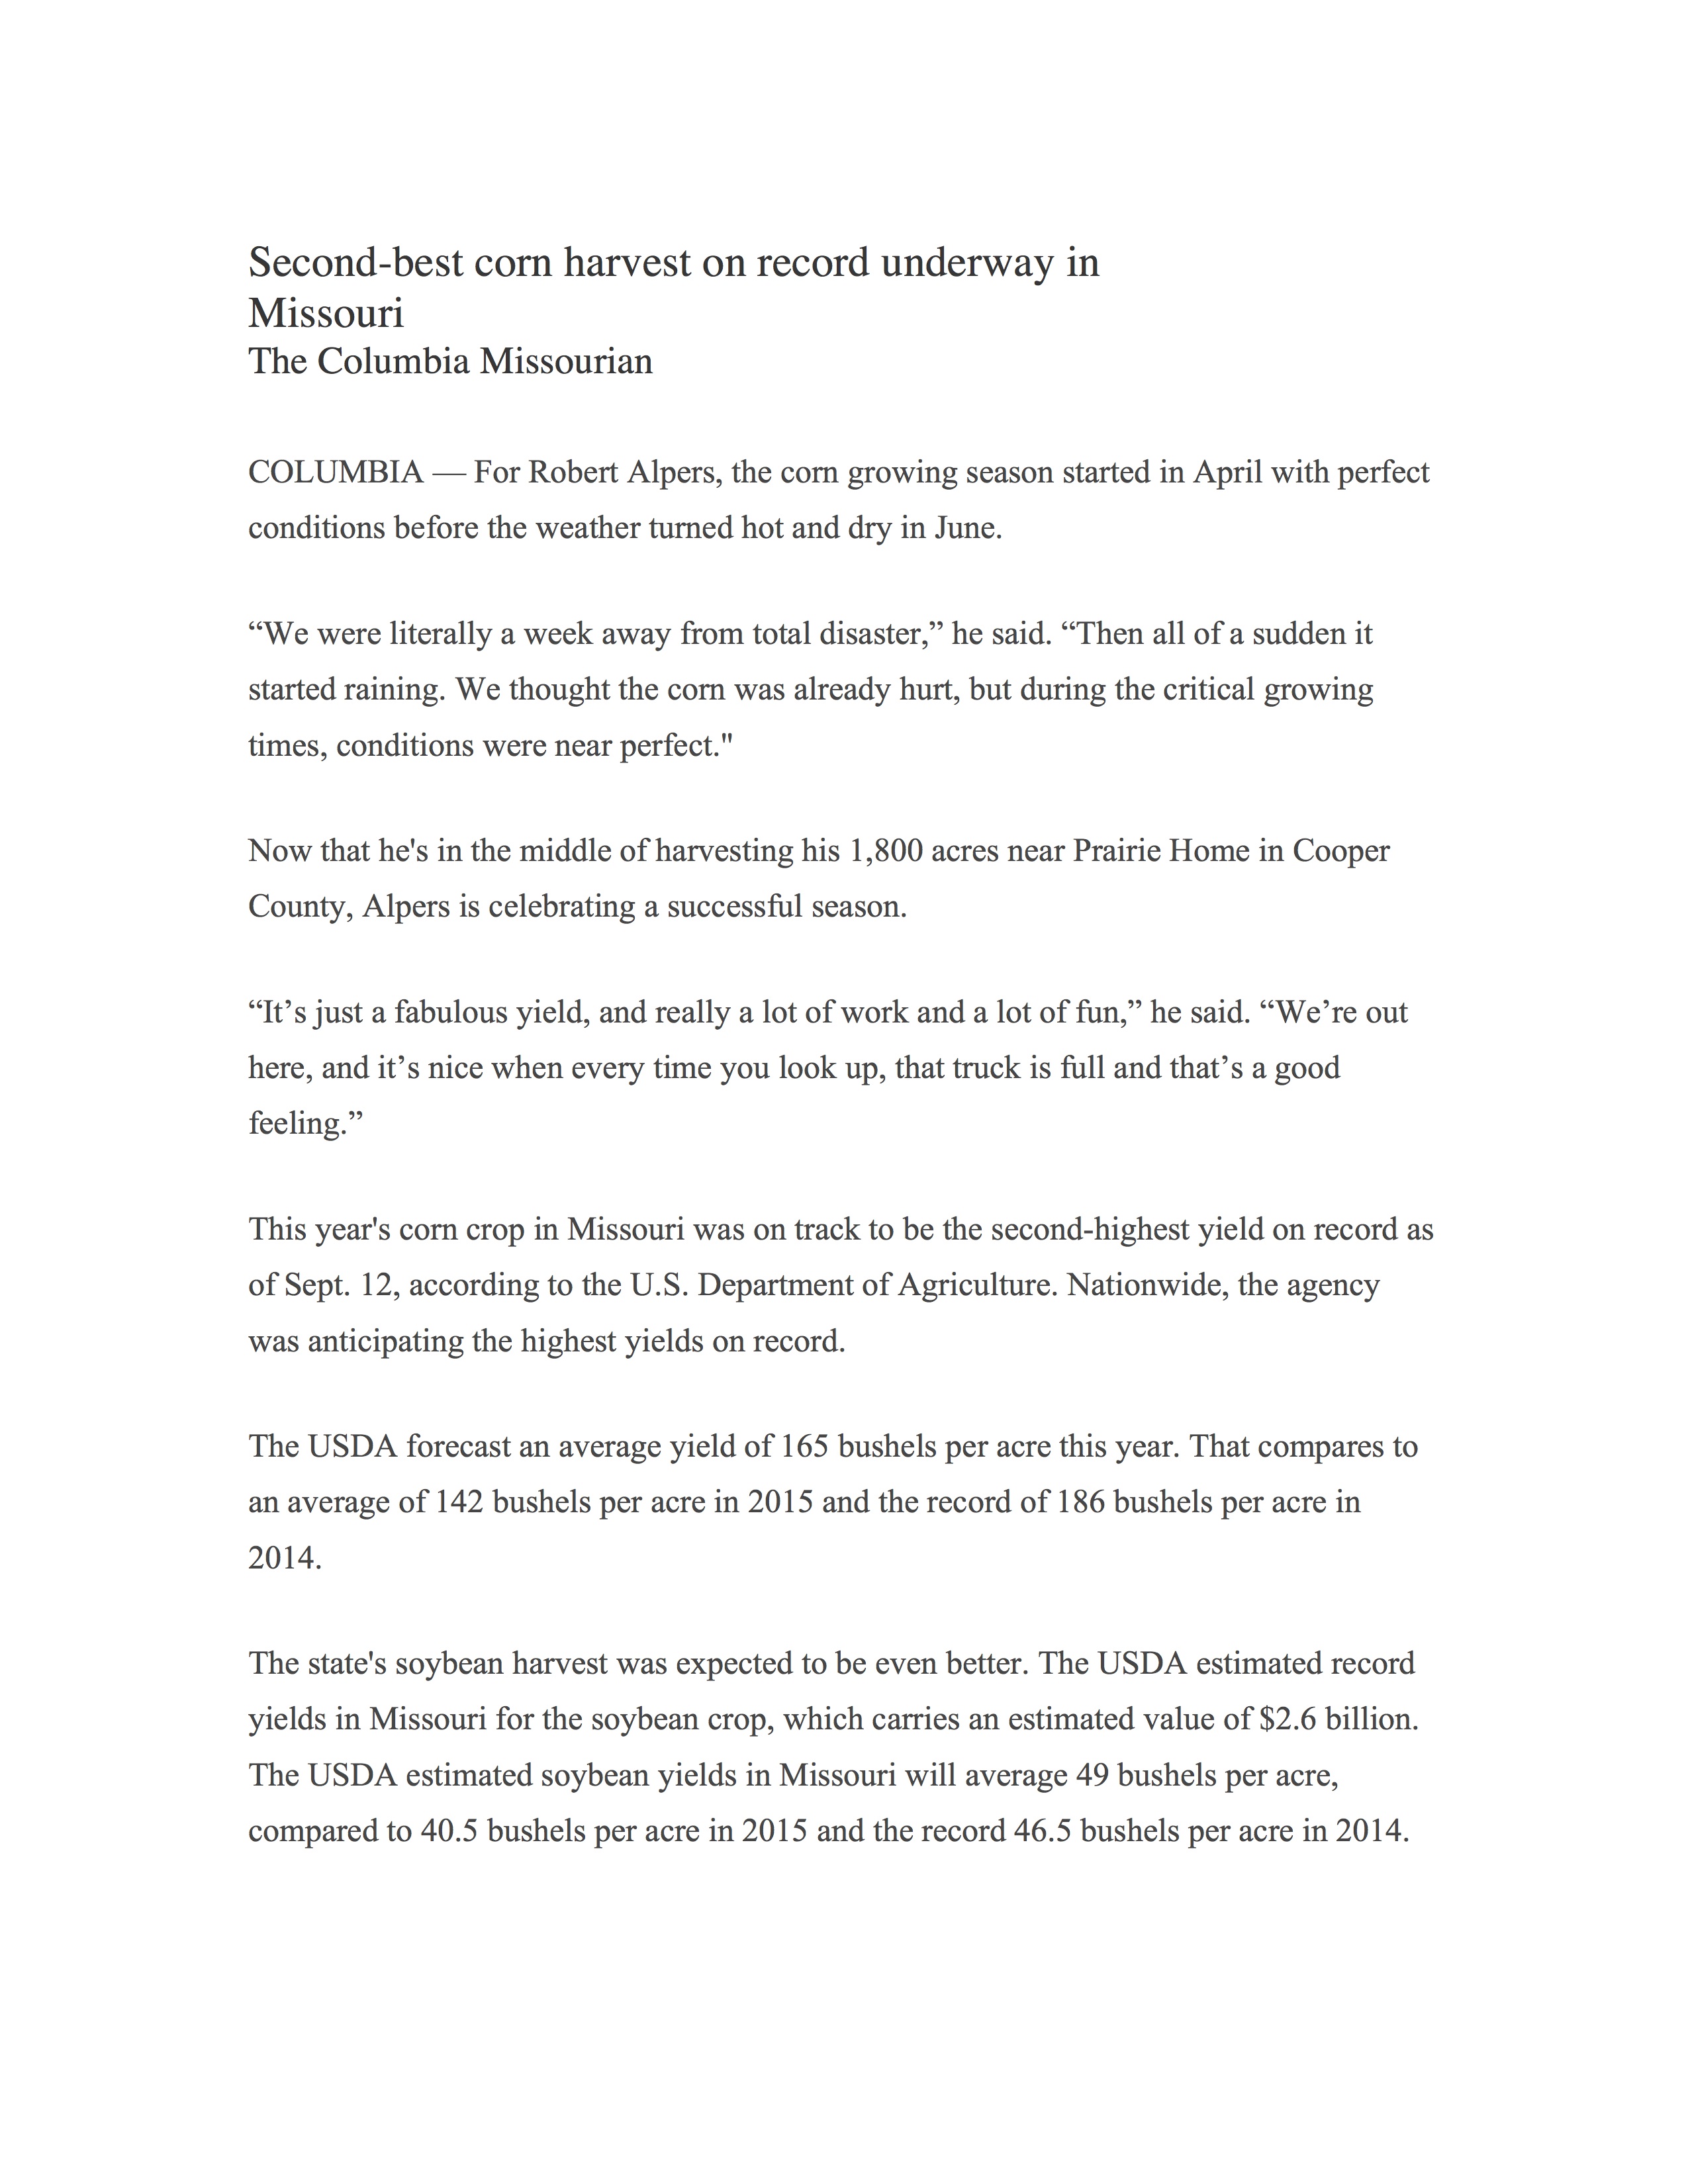 Second-best corn harvest on record underway in
Missouri
The Columbia Missourian
COLUMBIA — For Robert Alpers, the corn growing season started in April with perfect
conditions before the weather turned hot and dry in June.
“We were literally a week away from total disaster,” he said. “Then all of a sudden it
started raining. We thought the corn was already hurt, but during the critical growing
times, conditions were near perfect."
Now that he's in the middle of harvesting his 1,800 acres near Prairie Home in Cooper
County, Alpers is celebrating a successful season.
“It’s just a fabulous yield, and really a lot of work and a lot of fun,” he said. “We’re out
here, and it’s nice when every time you look up, that truck is full and that’s a good
feeling.”
This year's corn crop in Missouri was on track to be the second-highest yield on record as
of Sept. 12, according to the U.S. Department of Agriculture. Nationwide, the agency
was anticipating the highest yields on record.
The USDA forecast an average yield of 165 bushels per acre this year. That compares to
an average of 142 bushels per acre in 2015 and the record of 186 bushels per acre in
2014.
The state's soybean harvest was expected to be even better. The USDA estimated record
yields in Missouri for the soybean crop, which carries an estimated value of $2.6 billion.
The USDA estimated soybean yields in Missouri will average 49 bushels per acre,
compared to 40.5 bushels per acre in 2015 and the record 46.5 bushels per acre in 2014.